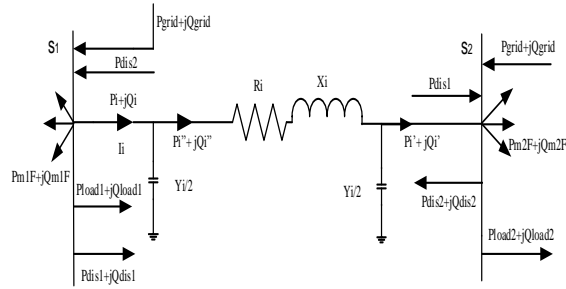 Pgrid+jQgrid
S1
Pdis2
Pi+jQi
Ii
Pi''+jQi''
Ri
Xi
Pm1F+jQm1F
Yi/2
Pload1+jQload1
Pdis1+jQdis1
S2
Pgrid+jQgrid
Pdis1
Pi'+jQi'
Pm2F+jQm2F
Yi/2
Pdis2+jQdis2
Pload2+jQload2